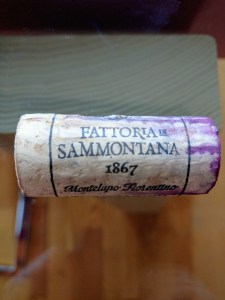 FATTORIA DI
SAMMONTANA
1867
Montelupo Fiorentino